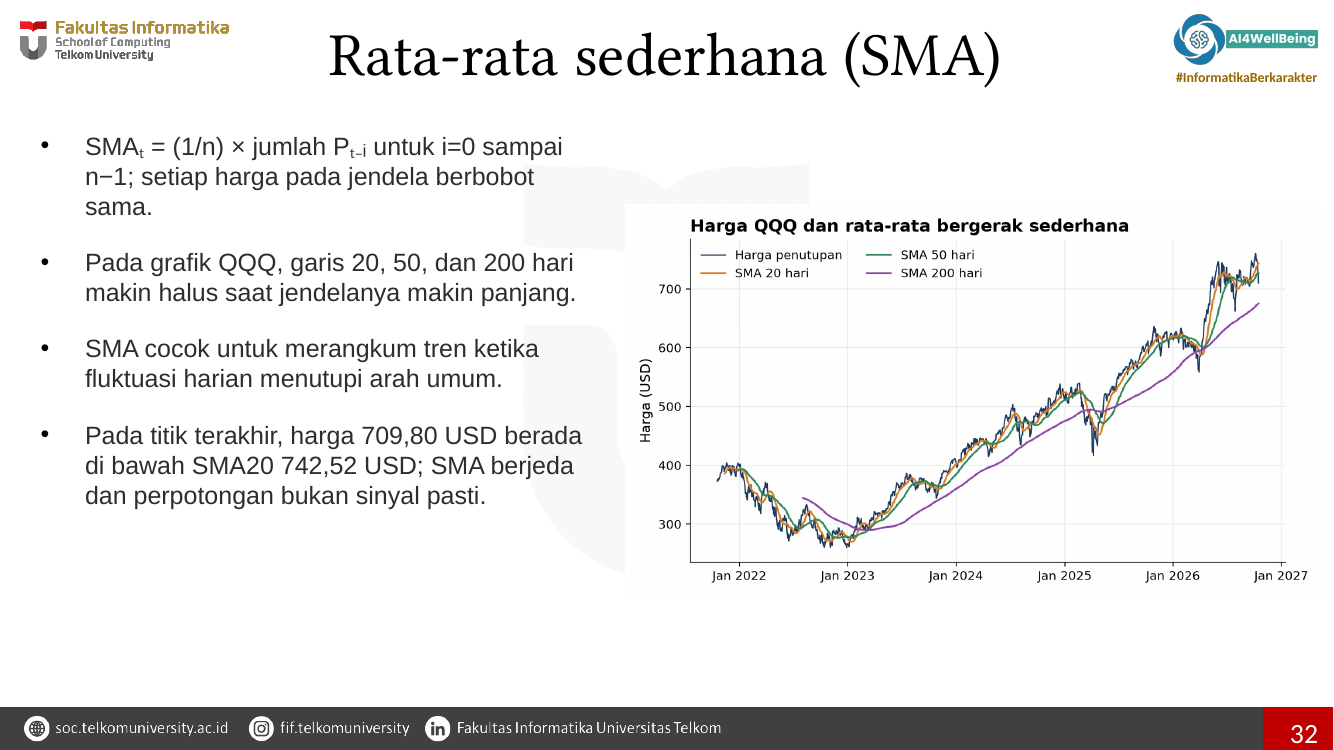 Fakultas Informatika
School of Computing
Telkom University
Rata-rata sederhana (SMA)
AI4WellBeing
#InformatikaBerkarakter
• SMAₜ = (1/n) × jumlah Pₜ₋ᵢ untuk i=0 sampai
n−1; setiap harga pada jendela berbobot
sama.
• Pada grafik QQQ, garis 20, 50, dan 200 hari
makin halus saat jendelanya makin panjang.
• SMA cocok untuk merangkum tren ketika
fluktuasi harian menutupi arah umum.
• Pada titik terakhir, harga 709,80 USD berada
di bawah SMA20 742,52 USD; SMA berjeda
dan perpotongan bukan sinyal pasti.
Harga QQQ dan rata-rata bergerak sederhana
Harga penutupan
SMA 20 hari
SMA 50 hari
SMA 200 hari
Harga (USD)
700
600
500
400
300
Jan 2022
Jan 2023
Jan 2024
Jan 2025
Jan 2026
Jan 2027
soc.telkomuniversity.ac.id
fif.telkomuniversity
in
Fakultas Informatika Universitas Telkom
32